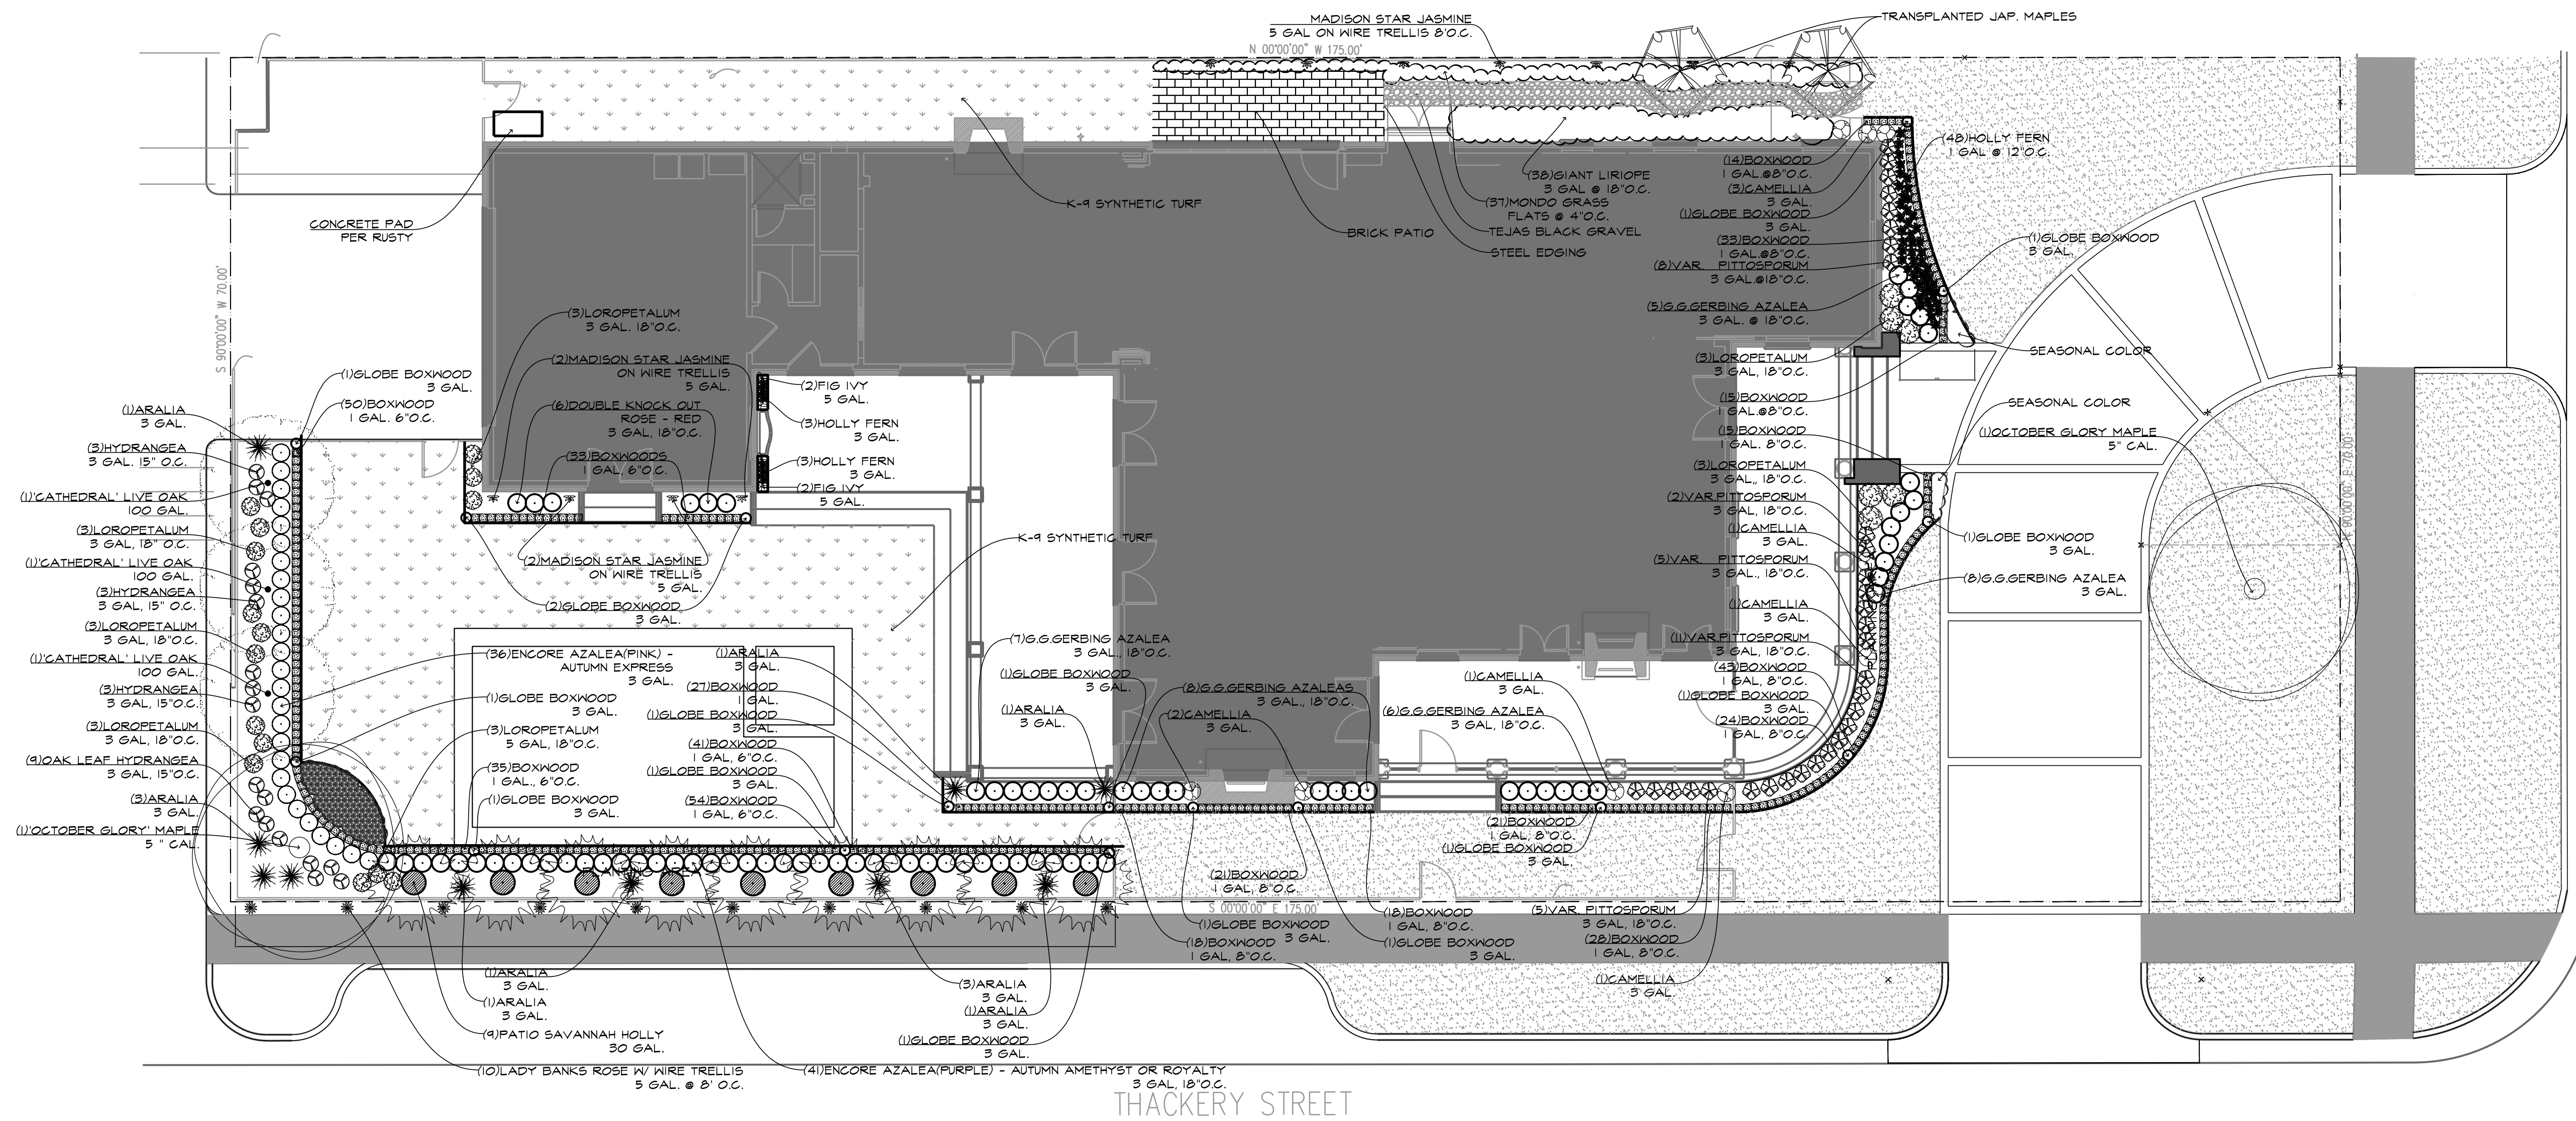 MADISON STAR JASMINE
5 GAL ON WIRE TRELLIS 8'O.C.
N 00°00'00" W 175.00'
TRANSPLANTED JAP. MAPLES
CONCRETE PAD
PER RUSTY
S 90°00'00" W 70.00'
K-9 SYNTHETIC TURF
BRICK PATIO
(38)GIANT LIRIOPE
3 GAL @ 18"O.C.
(37)MONDO GRASS
FLATS @ 4"O.C.
TEJAS BLACK GRAVEL
STEEL EDGING
(48)HOLLY FERN
1 GAL @ 12"O.C.
(14)BOXWOOD
1 GAL.@8"O.C.
(3)CAMELLIA
3 GAL.
(1)GLOBE BOXWOOD
3 GAL.
(33)BOXWOOD
1 GAL.@8"O.C.
(8)VAR. PITTOSPORUM
3 GAL.@18"O.C.
(5)G.G.GERBING AZALEA
3 GAL. @ 18"O.C.
(3)LOROPETALUM
3 GAL, 18"O.C.
(15)BOXWOOD
1 GAL.@8"O.C.
(15)BOXWOOD
1 GAL. 8"O.C.
(3)LOROPETALUM
3 GAL,, 18"O.C.
(2)VAR.PITTOSPORUM
3 GAL, 18"O.C.
(1)CAMELLIA
3 GAL.
(5)VAR. PITTOSPORUM
3 GAL., 18"O.C.
(1)CAMELLIA
3 GAL.
(11)VAR.PITTOSPORUM
3 GAL, 18"O.C.
(43)BOXWOOD
1 GAL, 8"O.C.
(1)GLOBE BOXWOOD
3 GAL.
(24)BOXWOOD
1 GAL, 8"O.C.
(1)GLOBE BOXWOOD
3 GAL.
SEASONAL COLOR
SEASONAL COLOR
(1)OCTOBER GLORY MAPLE
5" CAL.
N 90°00'00" E 70.00'
(1)GLOBE BOXWOOD
3 GAL.
(8)G.G.GERBING AZALEA
3 GAL.
(3)LOROPETALUM
3 GAL. 18"O.C.
(2)MADISON STAR JASMINE
ON WIRE TRELLIS
5 GAL.
(6)DOUBLE KNOCK OUT
ROSE - RED
3 GAL, 18"O.C.
(33)BOXWOODS
1 GAL, 6"O.C.
(2)FIG IVY
5 GAL.
(3)HOLLY FERN
3 GAL.
(3)HOLLY FERN
3 GAL.
(2)FIG IVY
5 GAL.
(2)MADISON STAR JASMINE
ON WIRE TRELLIS
5 GAL.
(2)GLOBE BOXWOOD
3 GAL.
K-9 SYNTHETIC TURF
(1)GLOBE BOXWOOD
3 GAL.
(50)BOXWOOD
1 GAL. 6"O.C.
(1)ARALIA
3 GAL.
(3)HYDRANGEA
3 GAL. 15" O.C.
(1)'CATHEDRAL' LIVE OAK
100 GAL.
(3)LOROPETALUM
3 GAL, 18" O.C.
(1)'CATHEDRAL' LIVE OAK
100 GAL.
(3)HYDRANGEA
3 GAL, 15" O.C.
(3)LOROPETALUM
3 GAL, 18"O.C.
(1)'CATHEDRAL' LIVE OAK
100 GAL.
(3)HYDRANGEA
3 GAL, 15"O.C.
(3)LOROPETALUM
3 GAL, 18"O.C.
(9)OAK LEAF HYDRANGEA
3 GAL, 15"O.C.
(3)ARALIA
3 GAL.
(1)'OCTOBER GLORY' MAPLE
5 " CAL.
(36)ENCORE AZALEA(PINK) -
AUTUMN EXPRESS
3 GAL.
(1)GLOBE BOXWOOD
3 GAL.
(3)LOROPETALUM
5 GAL, 18"O.C.
(35)BOXWOOD
1 GAL., 6"O.C.
(1)GLOBE BOXWOOD
3 GAL.
(1)ARALIA
3 GAL.
(27)BOXWOOD
1 GAL.
(1)GLOBE BOXWOOD
3 GAL.
(41)BOXWOOD
1 GAL, 6"O.C.
(1)GLOBE BOXWOOD
3 GAL.
(54)BOXWOOD
1 GAL, 6"O.C.
(7)G.G.GERBING AZALEA
3 GAL., 18"O.C.
(1)GLOBE BOXWOOD
3 GAL.
(1)ARALIA
3 GAL.
(8)G.G.GERBING AZALEAS
3 GAL., 18"O.C.
(2)CAMELLIA
3 GAL.
(1)CAMELLIA
3 GAL.
(6)G.G.GERBING AZALEA
3 GAL, 18"O.C.
(21)BOXWOOD
1 GAL, 8"O.C.
(1)GLOBE BOXWOOD
3 GAL.
PLANTING AREA
(21)BOXWOOD
1 GAL, 8"O.C.
S 00°00'00" E 175.00'
(1)GLOBE BOXWOOD
3 GAL.
(18)BOXWOOD
1 GAL, 8"O.C.
(18)BOXWOOD
1 GAL, 8"O.C.
(1)GLOBE BOXWOOD
3 GAL.
(5)VAR. PITTOSPORUM
3 GAL, 18"O.C.
(28)BOXWOOD
1 GAL, 8"O.C.
(1)CAMELLIA
3 GAL.
(1)ARALIA
3 GAL.
(1)ARALIA
3 GAL.
(9)PATIO SAVANNAH HOLLY
30 GAL.
(3)ARALIA
3 GAL.
(1)ARALIA
3 GAL.
(1)GLOBE BOXWOOD
3 GAL.
(10)LADY BANKS ROSE W/ WIRE TRELLIS
5 GAL. @ 8' O.C.
(41)ENCORE AZALEA(PURPLE) - AUTUMN AMETHYST OR ROYALTY
3 GAL, 18"O.C.
THACKERY STREET